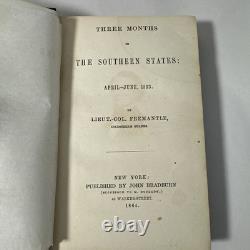 THREE MONTHS
IN
THE SOUTHERN STATES:
APRIL-JUNE, 1863.
BY
LIEUT.-COL. FREMANTLE,
COLDSTREAM GUARDS.
NEW YORK:
PUBLISHED BY JOHN BRADBURN
(SUCCESSOR TO M. DOOLADY,)
49 WALKER-STREET.
1864.
ebay